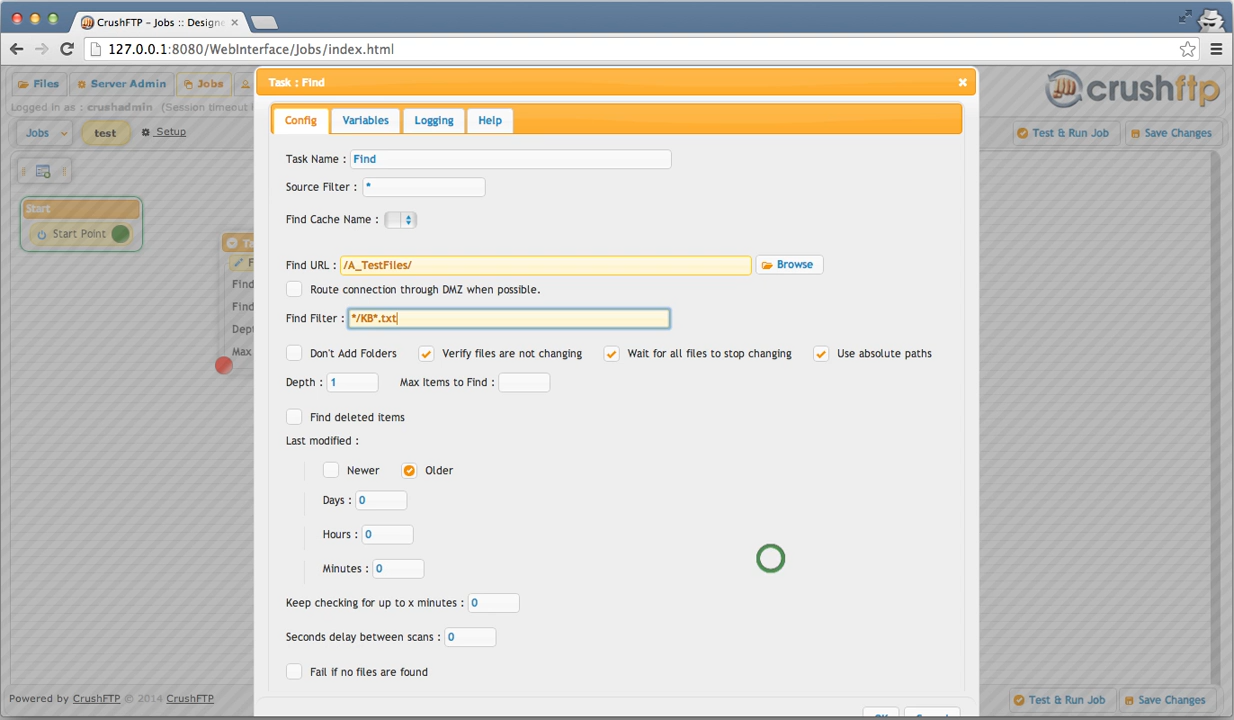 CrushFTP - Jobs :: Designe
127.0.0.1:8080/WebInterface/Jobs/index.html
Files Server Admin Jobs
Task : Find
crushftp
Logged in as : crushadmin (Session timeout
Config Variables Logging Help
Jobs test Setup
Test & Run Job Save Changes
Task Name : Find
Source Filter : *
Start
Find Cache Name :
Start Point
Find URL : /A_TestFiles/ Browse
Route connection through DMZ when possible.
Find Filter : */KB*.txt
Don't Add Folders Verify files are not changing Wait for all files to stop changing Use absolute paths
Depth : 1 Max Items to Find :
Find deleted items
Last modified :
Newer Older
Days : 0
Hours : 0
Minutes : 0
Keep checking for up to x minutes : 0
Seconds delay between scans : 0
Fail if no files are found
Powered by CrushFTP © 2014 CrushFTP
Test & Run Job Save Changes